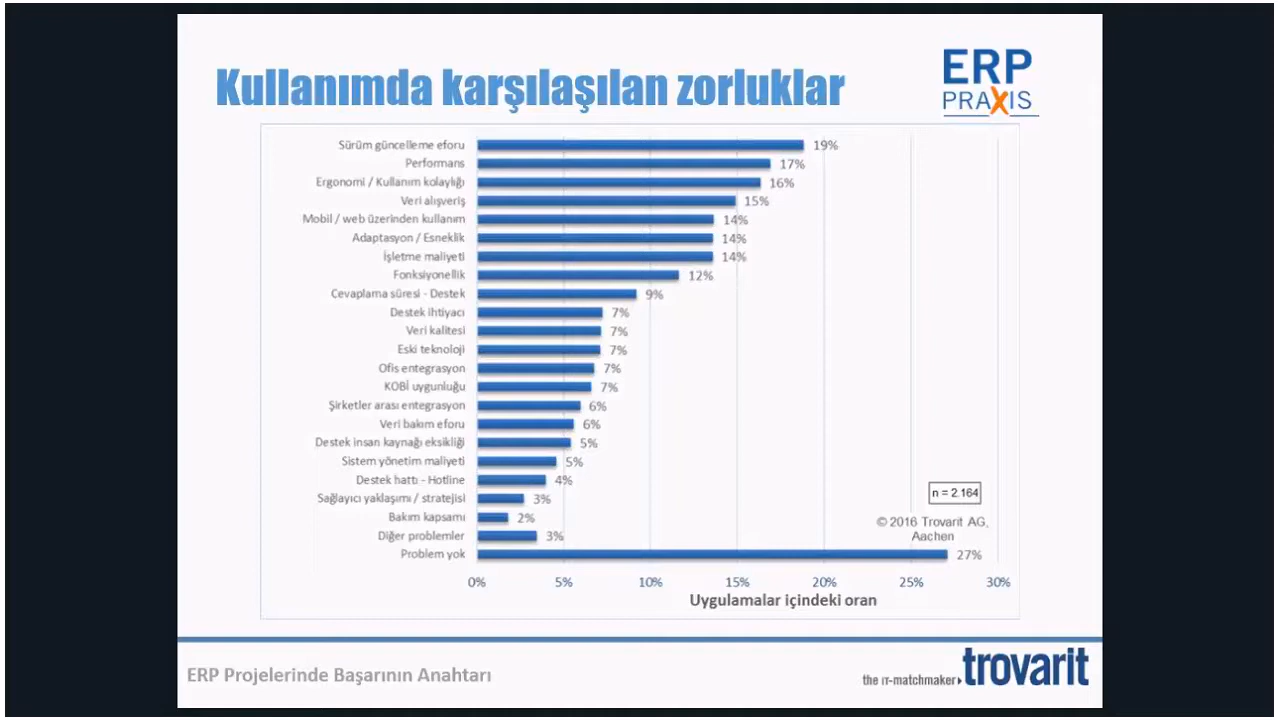 Kullanımda karşılaşılan zorluklar
ERP
PRAXIS
Sürüm güncelleme eforu 19%
Performans 17%
Ergonomi / Kullanım kolaylığı 16%
Veri alışveriş 15%
Mobil / web üzerinden kullanım 14%
Adaptasyon / Esneklik 14%
İşletme maliyeti 14%
Fonksiyonellik 12%
Cevaplama süresi - Destek 9%
Destek ihtiyacı 7%
Veri kalitesi 7%
Eski teknoloji 7%
Ofis entegrasyon 7%
KOBİ uygunluğu 7%
Şirketler arası entegrasyon 6%
Veri bakım eforu 6%
Destek insan kaynağı eksikliği 5%
Sistem yönetim maliyeti 5%
Destek hattı - Hotline 4%
Sağlayıcı yaklaşımı / stratejisi 3%
Bakım kapsamı 2%
Diğer problemler 3%
Problem yok 27%
n = 2.164
© 2016 Trovarit AG,
Aachen
0% 5% 10% 15% 20% 25% 30%
Uygulamalar içindeki oran
ERP Projelerinde Başarının Anahtarı
the IT-matchmaker trovarit